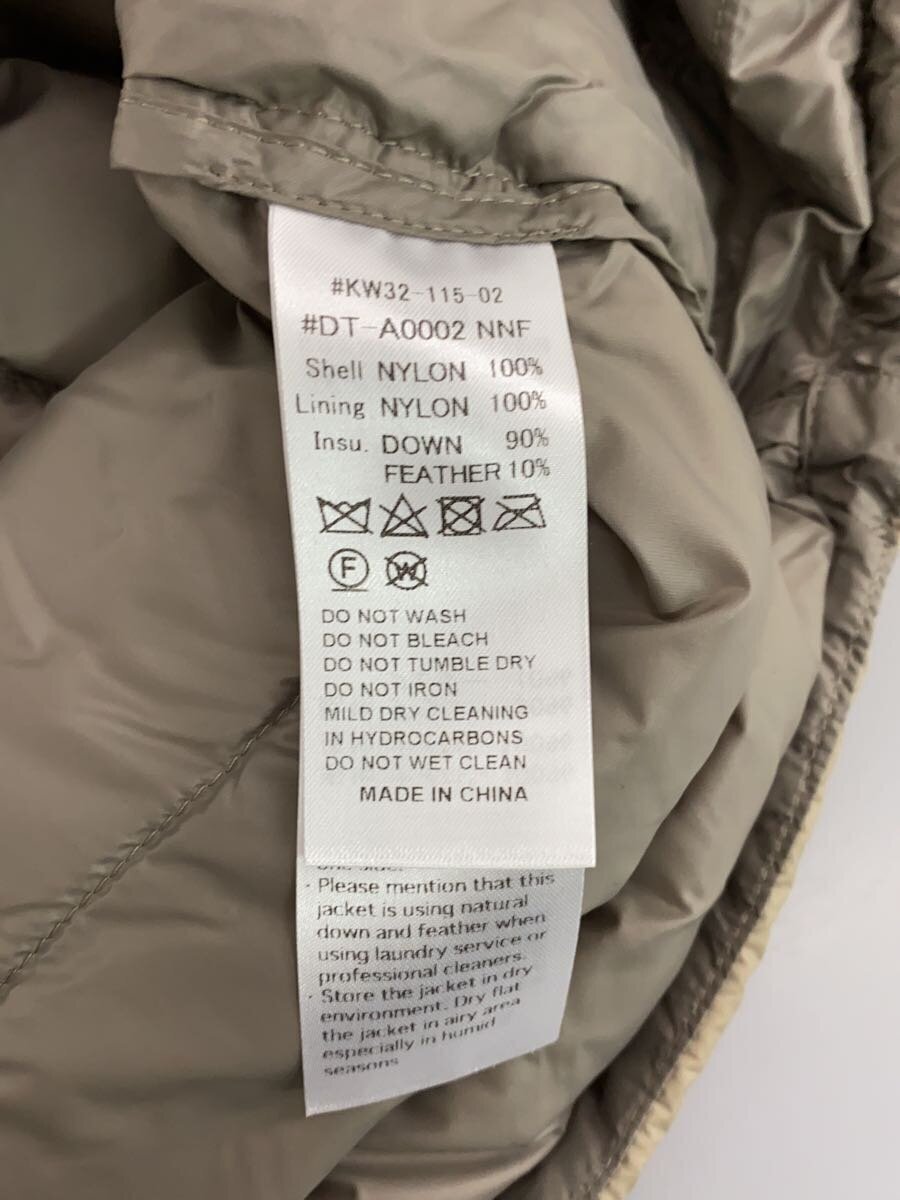 #KW32-115-02
#DT-A0002 NNF
Shell NYLON 100%
Lining NYLON 100%
Insu. DOWN 90%
FEATHER 10%
F W
DO NOT WASH
DO NOT BLEACH
DO NOT TUMBLE DRY
DO NOT IRON
MILD DRY CLEANING
IN HYDROCARBONS
DO NOT WET CLEAN
MADE IN CHINA
· Please mention that this
jacket is using natural
down and feather when
using laundry service or
professional cleaners.
· Store the jacket in dry
environment. Dry flat
the jacket in airy area
especially in humid
seasons